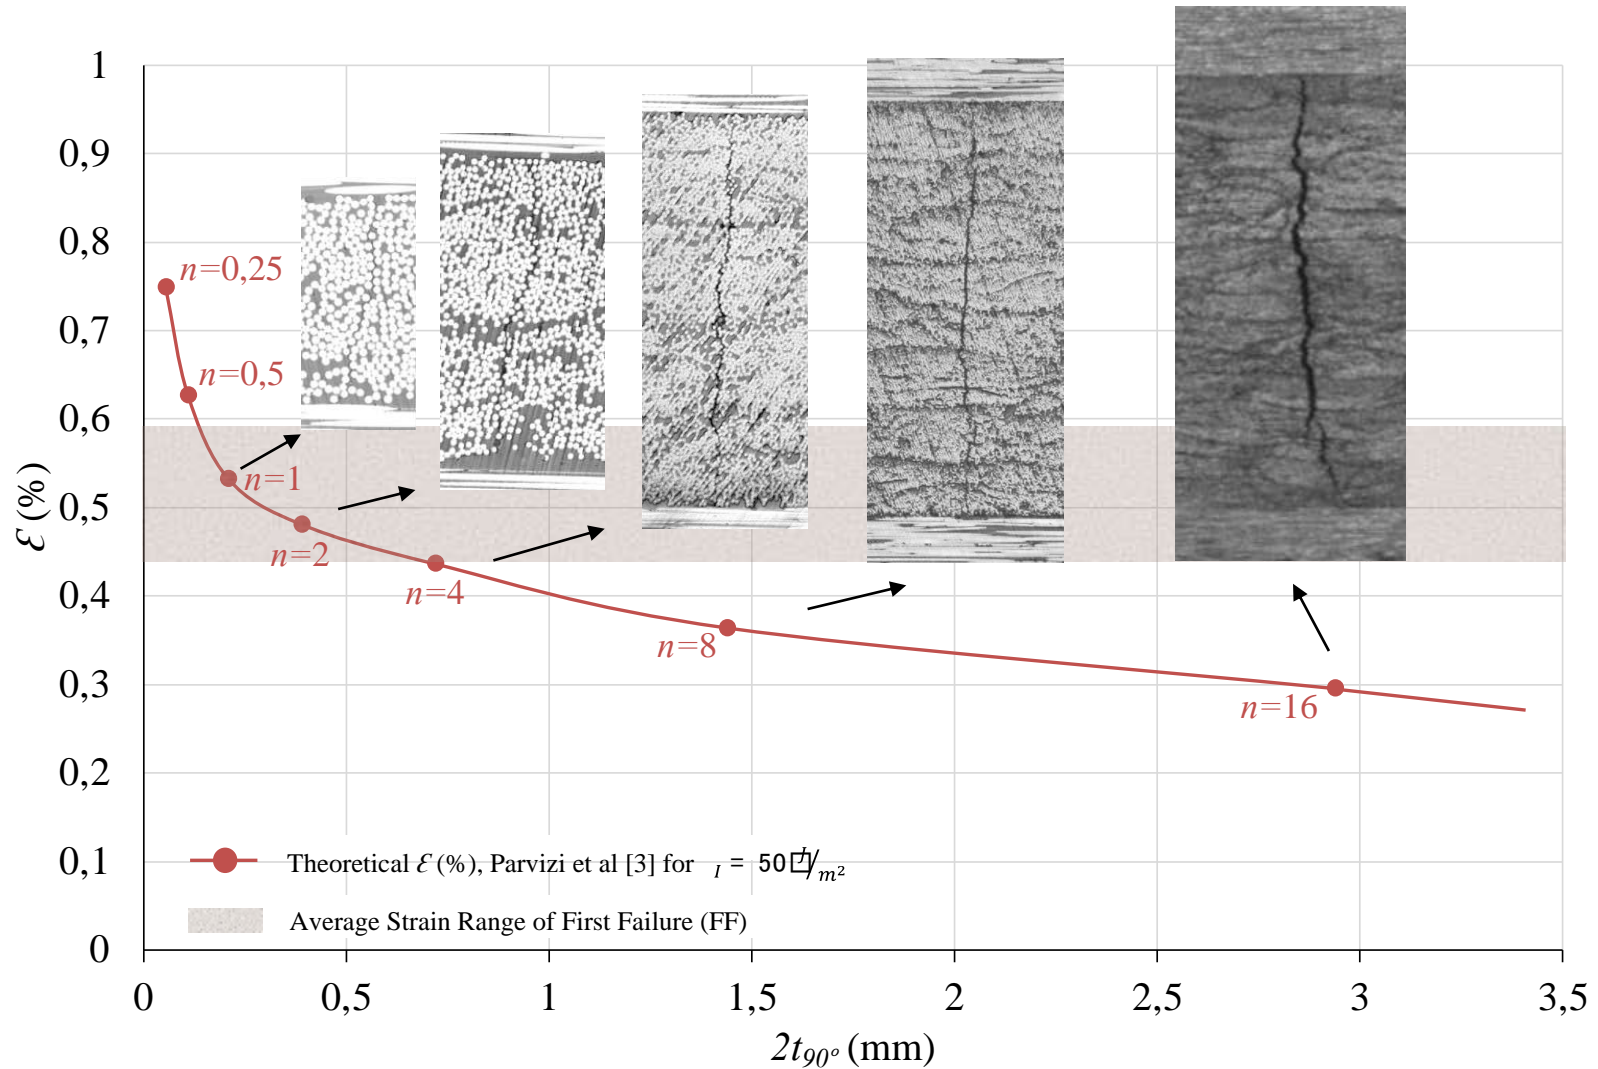 1
0,9
0,8
0,7
0,6
0,5
0,4
0,3
0,2
0,1
0
ℰ (%)
n=0,25
n=0,5
n=1
n=2
n=4
n=8
n=16
Theoretical ℰ (%), Parvizi et al [3] for I = 50 J/m²
Average Strain Range of First Failure (FF)
0 0,5 1 1,5 2 2,5 3 3,5
2t90° (mm)